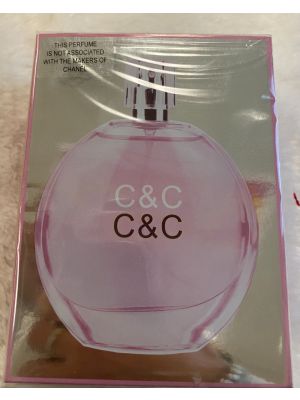 THIS PERFUME
IS NOT ASSOCIATED
WITH THE MAKERS OF
CHANEL
C&C
C&C